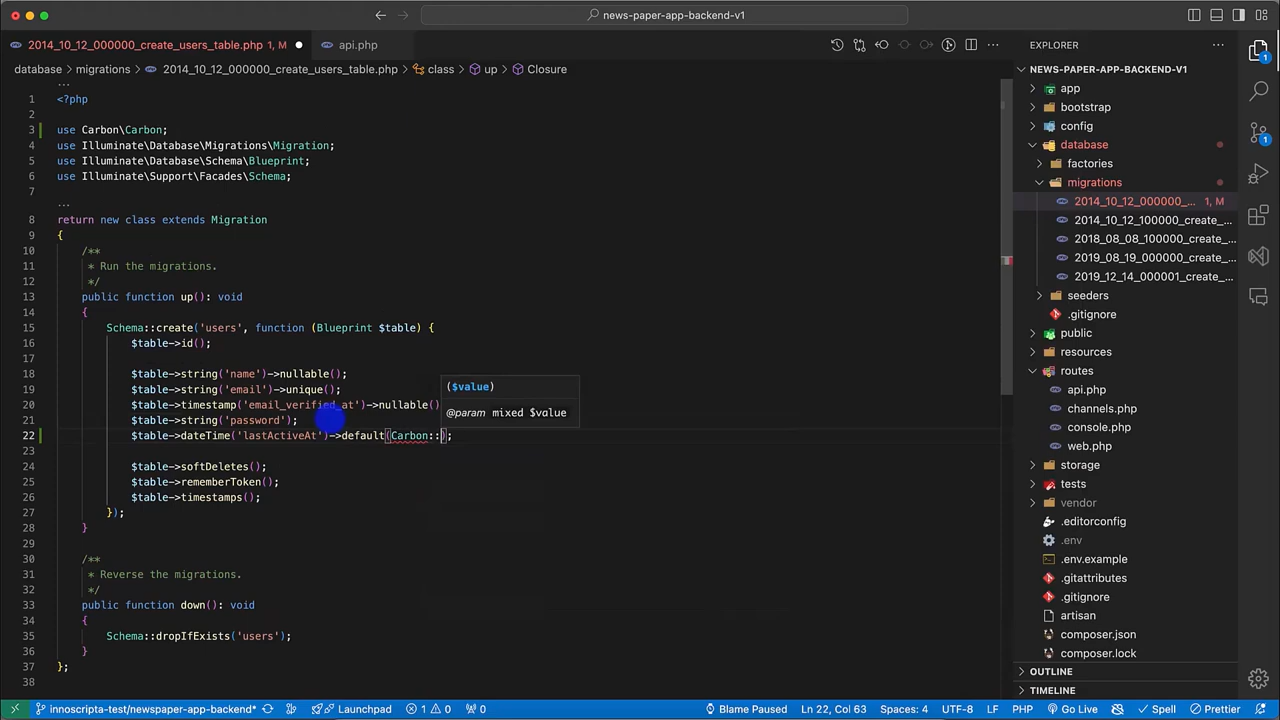 news-paper-app-backend-v1
2014_10_12_000000_create_users_table.php 1, M
api.php
database > migrations > 2014_10_12_000000_create_users_table.php > class > up > Closure
...
1 <?php
2
3 use Carbon\Carbon;
4 use Illuminate\Database\Migrations\Migration;
5 use Illuminate\Database\Schema\Blueprint;
6 use Illuminate\Support\Facades\Schema;
7
...
8 return new class extends Migration
9 {
10 /**
11 * Run the migrations.
12 */
13 public function up(): void
14 {
15 Schema::create('users', function (Blueprint $table) {
16 $table->id();
18 $table->string('name')->nullable();
19 $table->string('email')->unique();
20 $table->timestamp('email_verified_at')->nullable()
21 $table->string('password');
22 $table->dateTime('lastActiveAt')->default(Carbon::);
24 $table->softDeletes();
25 $table->rememberToken();
26 $table->timestamps();
27 });
28 }
29
30 /**
31 * Reverse the migrations.
32 */
33 public function down(): void
34 {
35 Schema::dropIfExists('users');
36 }
37 };
38
($value)
@param mixed $value
EXPLORER
NEWS-PAPER-APP-BACKEND-V1
app
bootstrap
config
database
factories
migrations
2014_10_12_000000_... 1, M
2014_10_12_100000_create_...
2018_08_08_100000_create_...
2019_08_19_000000_create_...
2019_12_14_000001_create_...
seeders
.gitignore
public
resources
routes
api.php
channels.php
console.php
web.php
storage
tests
vendor
.editorconfig
.env
.env.example
.gitattributes
.gitignore
artisan
composer.json
composer.lock
OUTLINE
TIMELINE
1
1
innoscripta-test/newspaper-app-backend* Launchpad 1 0 0 Blame Paused Ln 22, Col 63 Spaces: 4 UTF-8 LF PHP Go Live Spell Prettier